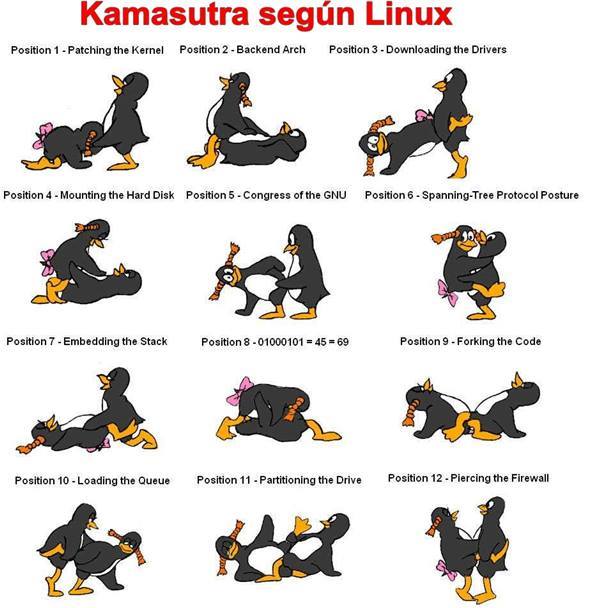 Kamasutra según Linux
Position 1 - Patching the Kernel
Position 2 - Backend Arch
Position 3 - Downloading the Drivers
Position 4 - Mounting the Hard Disk
Position 5 - Congress of the GNU
Position 6 - Spanning-Tree Protocol Posture
Position 7 - Embedding the Stack
Position 8 - 01000101 = 45 = 69
Position 9 - Forking the Code
Position 10 - Loading the Queue
Position 11 - Partitioning the Drive
Position 12 - Piercing the Firewall